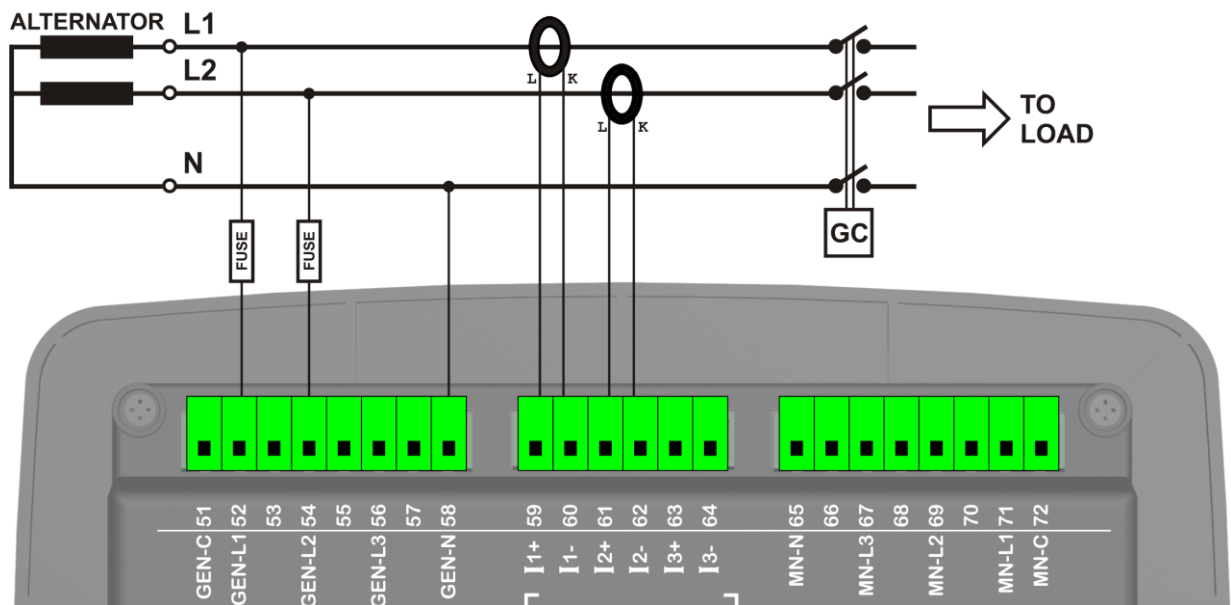 ALTERNATOR L1
L2
N
L K
L K
TO
LOAD
FUSE FUSE
GC
GEN-C 51
GEN-L1 52
53
GEN-L2 54
55
GEN-L3 56
57
GEN-N 58
I1+ 59
I1- 60
I2+ 61
I2- 62
I3+ 63
I3- 64
MN-N 65
66
MN-L3 67
68
MN-L2 69
70
MN-L1 71
MN-C 72